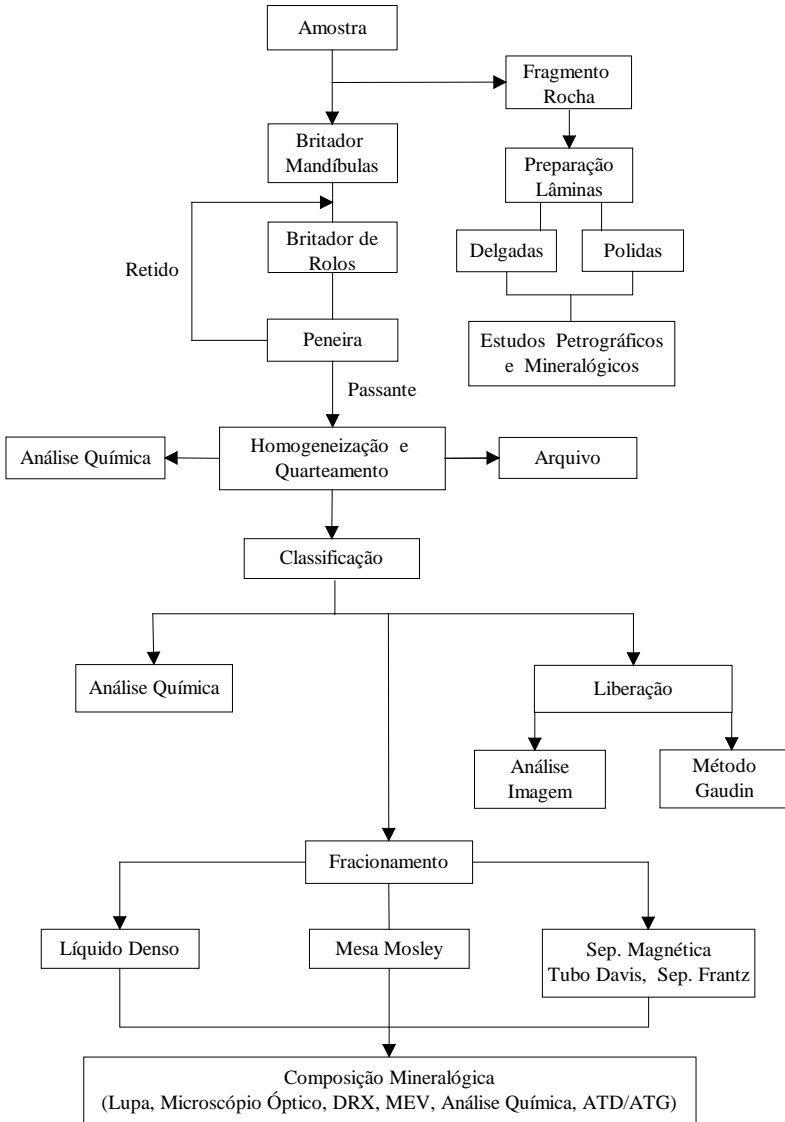 Amostra
Fragmento
Rocha
Britador
Mandíbulas
Preparação
Lâminas
Britador de
Rolos
Retido
Delgadas
Polidas
Peneira
Estudos Petrográficos
e Mineralógicos
Passante
Análise Química
Homogeneização e
Quarteamento
Arquivo
Classificação
Análise Química
Liberação
Análise
Imagem
Método
Gaudin
Fracionamento
Líquido Denso
Mesa Mosley
Sep. Magnética
Tubo Davis, Sep. Frantz
Composição Mineralógica
(Lupa, Microscópio Óptico, DRX, MEV, Análise Química, ATD/ATG)